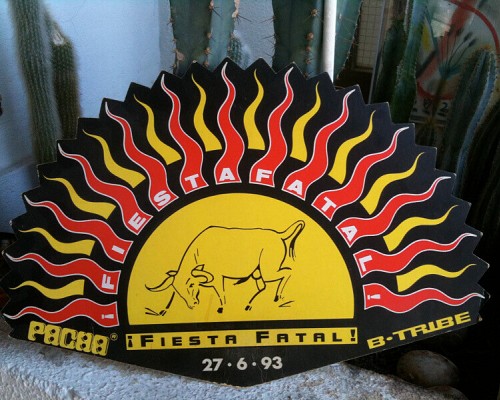 ¡FIESTA FATAL!
PACHA®
¡FIESTA FATAL!
B-TRIBE
27·6·93